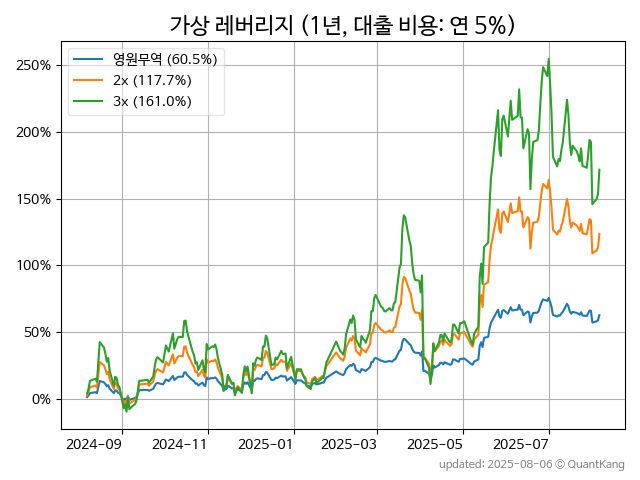 가상 레버리지 (1년, 대출 비용: 연 5%)
영원무역 (60.5%)
2x (117.7%)
3x (161.0%)
250%
200%
150%
100%
50%
0%
2024-09
2024-11
2025-01
2025-03
2025-05
2025-07
updated: 2025-08-06 © QuantKang